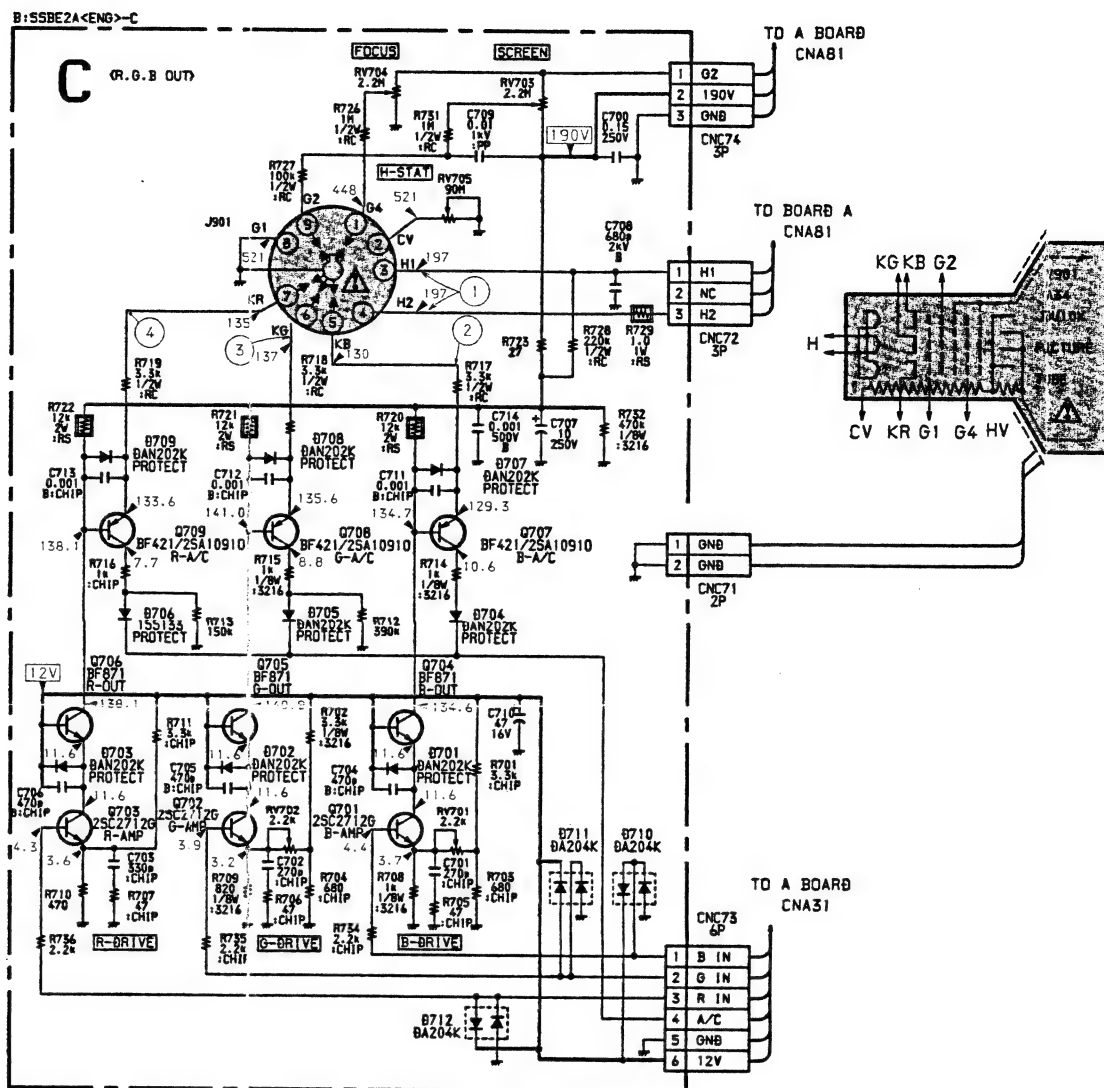 B:SSBE2A<ENG>-C
C
(R.G.B OUT)
FOCUS
SCREEN
RV704
2.2M
RV703
2.2M
R726
1M
1/2W
:RC
R731
1M
1/2W
:RC
C709
0.01
1kV
:PP
190V
C700
0.15
250V
1 G2
2 190V
3 GND
CNC74
3P
TO A BOARD
CNA81
R727
100k
1/2W
:RC
H-STAT
RV705
90M
448
521
G2
G4
CV
J901
G1
521
9
1
2
8
3
7
6
5
4
KR
135
KG
137
KB
130
H1
197
H2
197
1
2
3
4
C708
680p
2kV
B
TO BOARD A
CNA81
1 H1
2 NC
3 H2
CNC72
3P
R723
27
R728
220k
1/2W
:RC
R729
1.0
1W
:RS
R719
3.3k
1/2W
:RC
R718
3.3k
1/2W
:RC
R717
3.3k
1/2W
:RC
R722
12k
2W
:RS
R721
12k
2W
:RS
R720
12k
2W
:RS
C714
0.001
500V
B
C707
10
250V
R732
470k
1/8W
:3216
D709
DAN202K
PROTECT
D708
DAN202K
PROTECT
D707
DAN202K
PROTECT
C713
0.001
B:CHIP
C712
0.001
B:CHIP
C711
0.001
B:CHIP
133.6
135.6
129.3
138.1
141.0
134.7
Q709
BF421/2SA10910
R-A/C
Q708
BF421/2SA10910
G-A/C
Q707
BF421/2SA10910
B-A/C
7.7
8.8
10.6
R716
1k
:CHIP
R715
1k
1/8W
:3216
R714
1k
1/8W
:3216
D706
1SS133
PROTECT
R713
150k
D705
DAN202K
PROTECT
R712
390k
D704
DAN202K
PROTECT
1 GND
2 GND
CNC71
2P
12V
Q706
BF871
R-OUT
Q705
BF871
G-OUT
Q704
BF871
B-OUT
138.1
134.6
R711
3.3k
:CHIP
R702
3.3k
1/8W
:3216
C710
47
16V
R701
3.3k
:CHIP
11.6
11.6
11.6
D703
DAN202K
PROTECT
D702
DAN202K
PROTECT
D701
DAN202K
PROTECT
C706
470p
B:CHIP
C705
470p
B:CHIP
C704
470p
B:CHIP
11.6
11.6
11.6
Q703
2SC2712G
R-AMP
Q702
2SC2712G
G-AMP
Q701
2SC2712G
B-AMP
RV702
2.2k
RV701
2.2k
4.3
3.6
3.9
3.2
4.4
3.7
R710
470
C703
330p
:CHIP
R707
47
:CHIP
R709
820
1/8W
:3216
C702
270p
:CHIP
R706
47
:CHIP
R704
680
:CHIP
R708
1k
1/8W
:3216
C701
270p
:CHIP
R705
47
:CHIP
R703
680
:CHIP
R736
2.2k
R735
2.2k
:CHIP
R734
2.2k
:CHIP
R-DRIVE
G-DRIVE
B-DRIVE
D711
DA204K
D710
DA204K
D712
DA204K
TO A BOARD
CNA31
CNC73
6P
1 B IN
2 G IN
3 R IN
4 A/C
5 GND
6 12V
KG KB G2
H
CV KR G1 G4 HV
PICTURE
TUBE